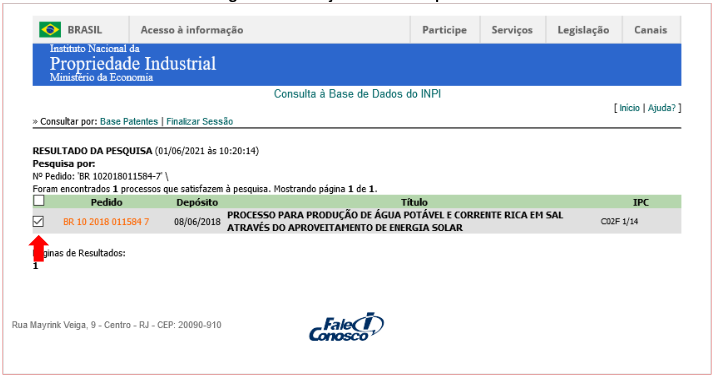 BRASIL Acesso à informação Participe Serviços Legislação Canais
Instituto Nacional da
Propriedade Industrial
Ministério da Economia
Consulta à Base de Dados do INPI
[ Início | Ajuda? ]
» Consultar por: Base Patentes | Finalizar Sessão
RESULTADO DA PESQUISA (01/06/2021 às 10:20:14)
Pesquisa por:
Nº Pedido: 'BR 102018011584-7' \
Foram encontrados 1 processos que satisfazem à pesquisa. Mostrando página 1 de 1.
Pedido Depósito Título IPC
BR 10 2018 011584 7 08/06/2018 PROCESSO PARA PRODUÇÃO DE ÁGUA POTÁVEL E CORRENTE RICA EM SAL C02F 1/14
ATRAVÉS DO APROVEITAMENTO DE ENERGIA SOLAR
ginas de Resultados:
1
Rua Mayrink Veiga, 9 - Centro - RJ - CEP: 20090-910
Fale
Conosco